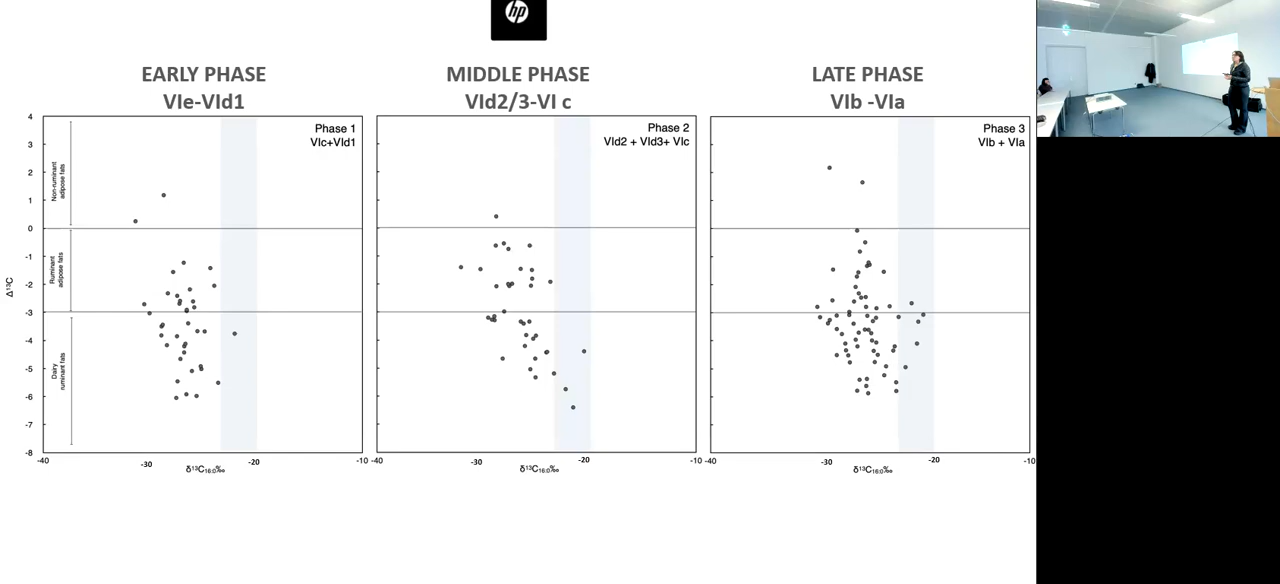 hp
EARLY PHASE
VIe-VId1
MIDDLE PHASE
VId2/3-VI c
LATE PHASE
VIb -VIa
Phase 1
VIc+VId1
4
3
2
1
0
-1
-2
-3
-4
-5
-6
-7
-8
Δ¹³C
Non-ruminant
adipose fats
Ruminant
adipose fats
Dairy
ruminant fats
-40
-30
-20
-10
δ¹³C16:0‰
Phase 2
VId2 + VId3+ VIc
-40
-30
-20
-10
δ¹³C16:0‰
Phase 3
VIb + VIa
-40
-30
-20
-10
δ¹³C16:0‰